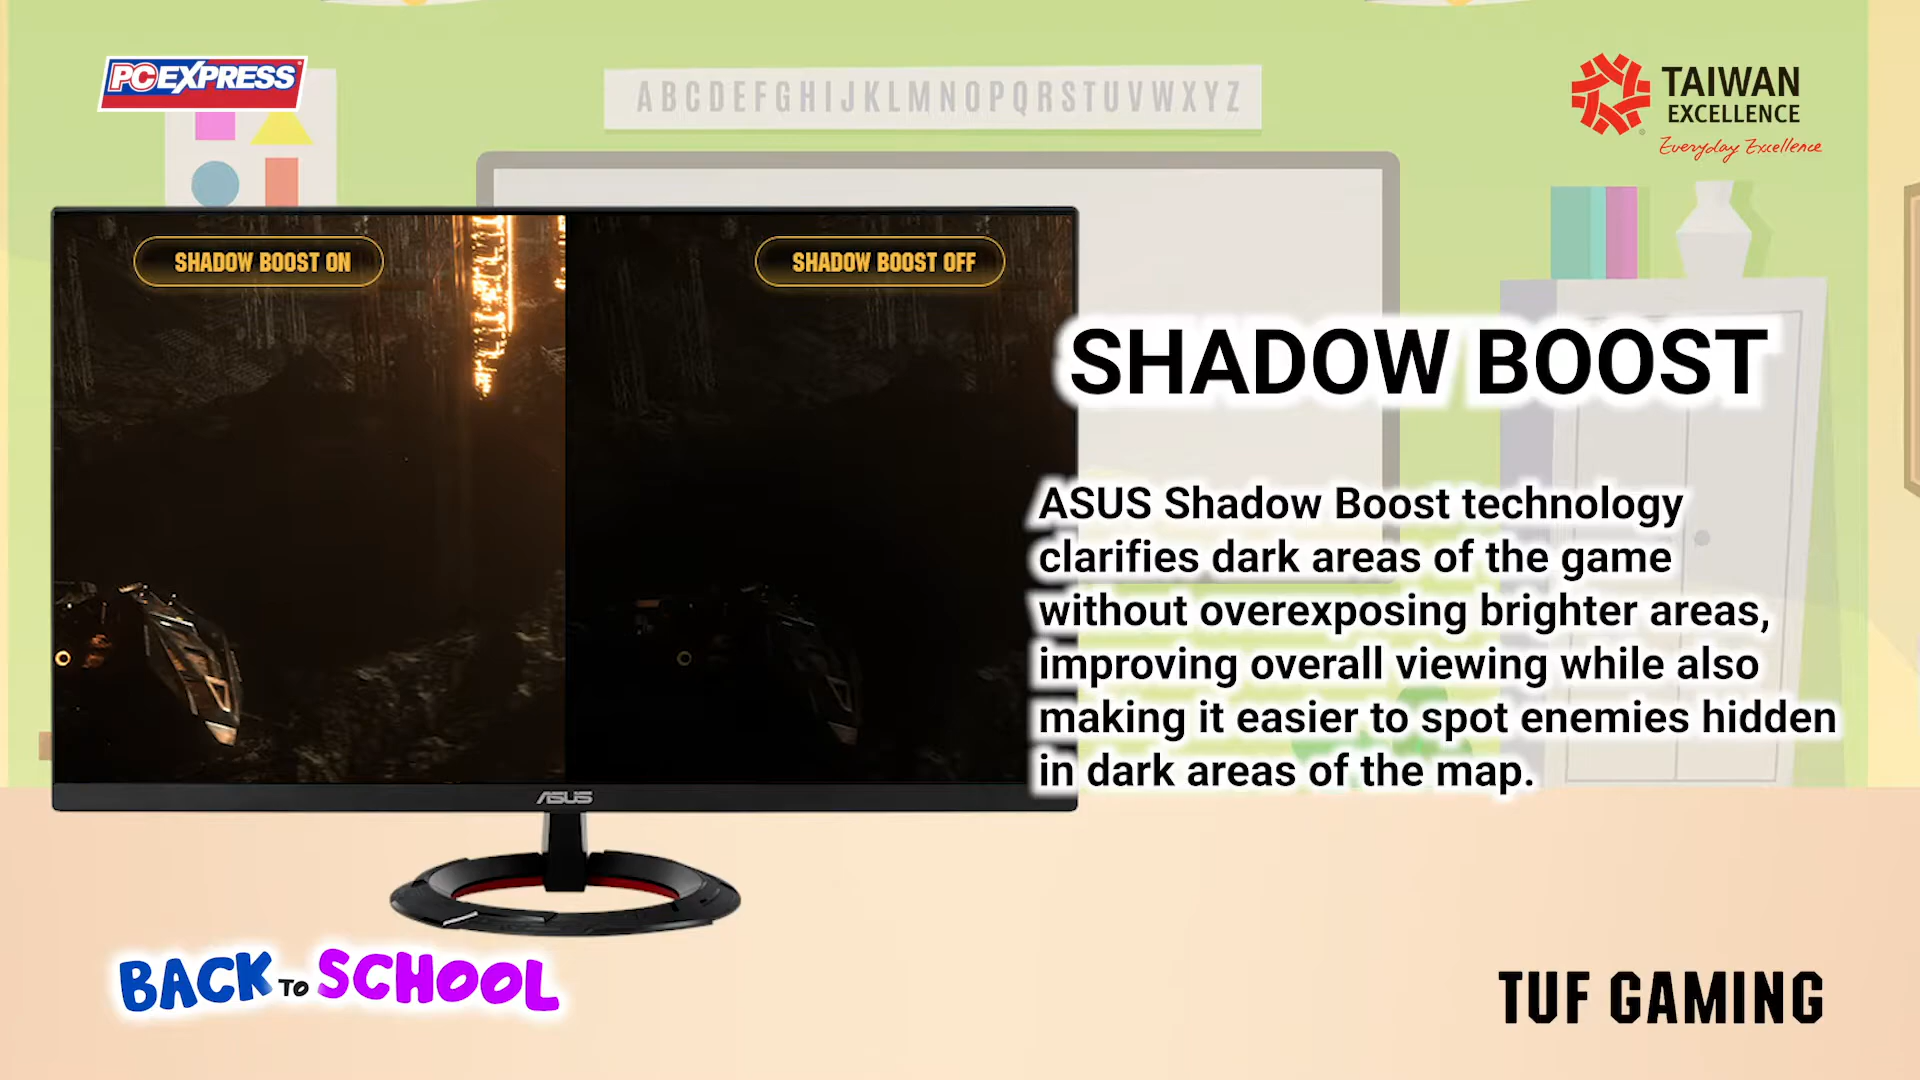 PCEXPRESS
ABCDEFGHIJKLMNOPQRSTUVWXYZ
TAIWAN
EXCELLENCE
Everyday Excellence
SHADOW BOOST ON
SHADOW BOOST OFF
SHADOW BOOST
ASUS Shadow Boost technology
clarifies dark areas of the game
without overexposing brighter areas,
improving overall viewing while also
making it easier to spot enemies hidden
in dark areas of the map.
ASUS
BACK TO SCHOOL
TUF GAMING